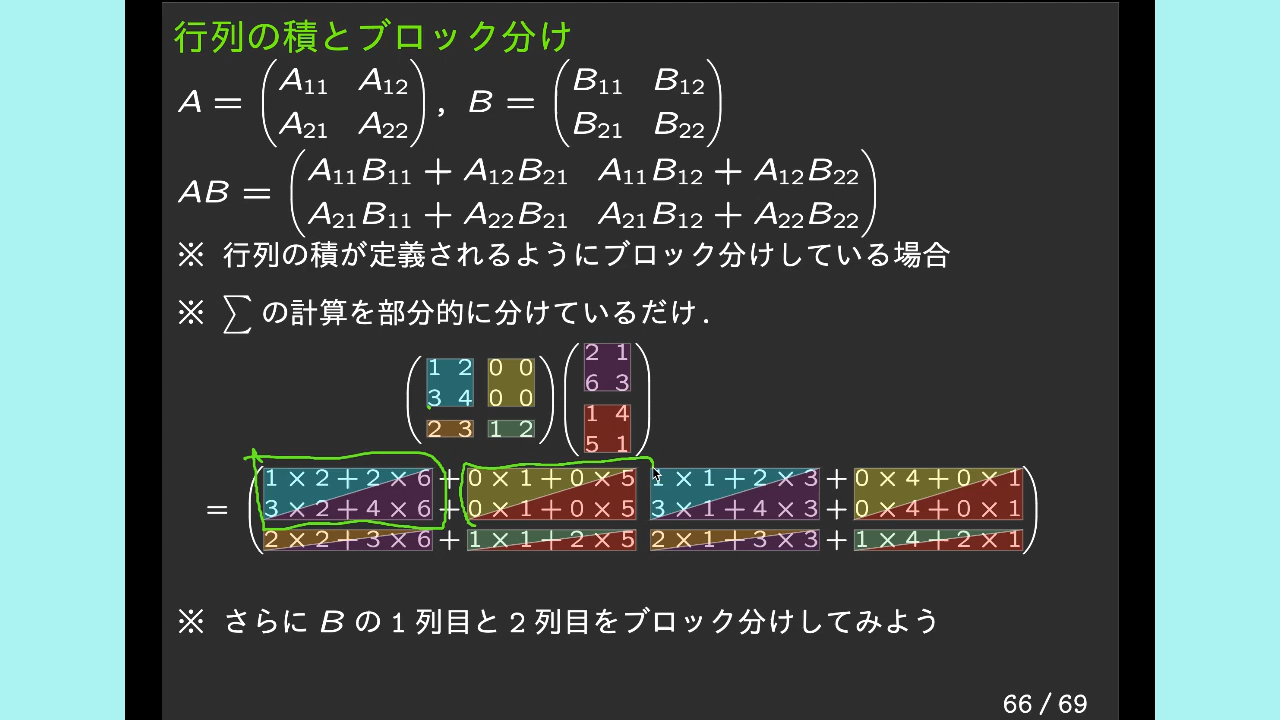 行列の積とブロック分け
A = (A₁₁ A₁₂
A₂₁ A₂₂), B = (B₁₁ B₁₂
B₂₁ B₂₂)
AB = (A₁₁B₁₁ + A₁₂B₂₁ A₁₁B₁₂ + A₁₂B₂₂
A₂₁B₁₁ + A₂₂B₂₁ A₂₁B₁₂ + A₂₂B₂₂)
※ 行列の積が定義されるようにブロック分けしている場合
※ ∑ の計算を部分的に分けているだけ.
(1 2 0 0
3 4 0 0
2 3 1 2) (2 1
6 3
1 4
5 1)
= (1 × 2 + 2 × 6 + 0 × 1 + 0 × 5 1 × 1 + 2 × 3 + 0 × 4 + 0 × 1
3 × 2 + 4 × 6 + 0 × 1 + 0 × 5 3 × 1 + 4 × 3 + 0 × 4 + 0 × 1
2 × 2 + 3 × 6 + 1 × 1 + 2 × 5 2 × 1 + 3 × 3 + 1 × 4 + 2 × 1)
※ さらに B の 1 列目と 2 列目をブロック分けしてみよう
66 / 69